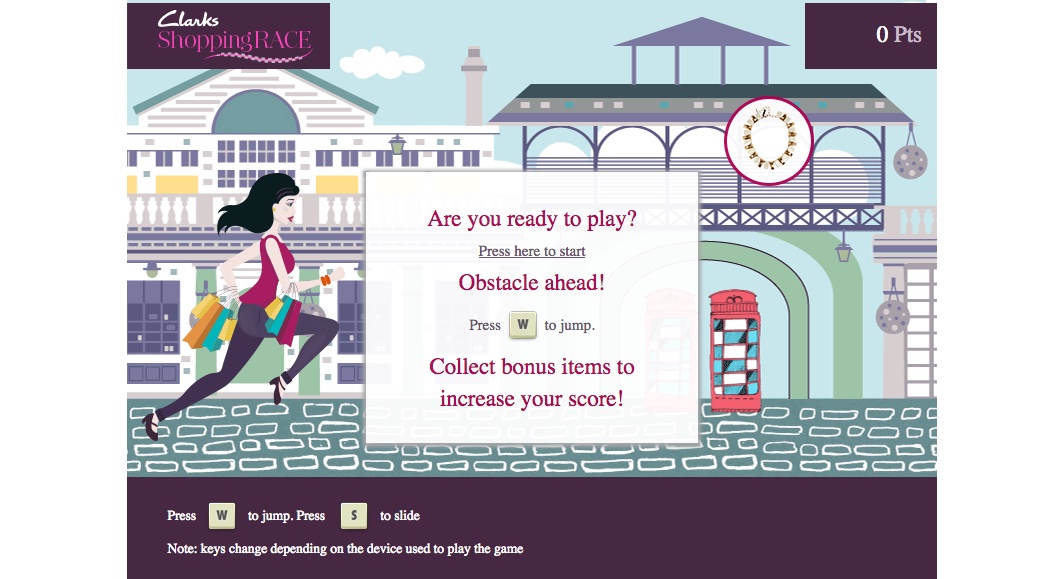 Clarks
Shopping RACE
0 Pts
Are you ready to play?
Press here to start
Obstacle ahead!
Press W to jump.
Collect bonus items to
increase your score!
Press W to jump. Press S to slide
Note: keys change depending on the device used to play the game